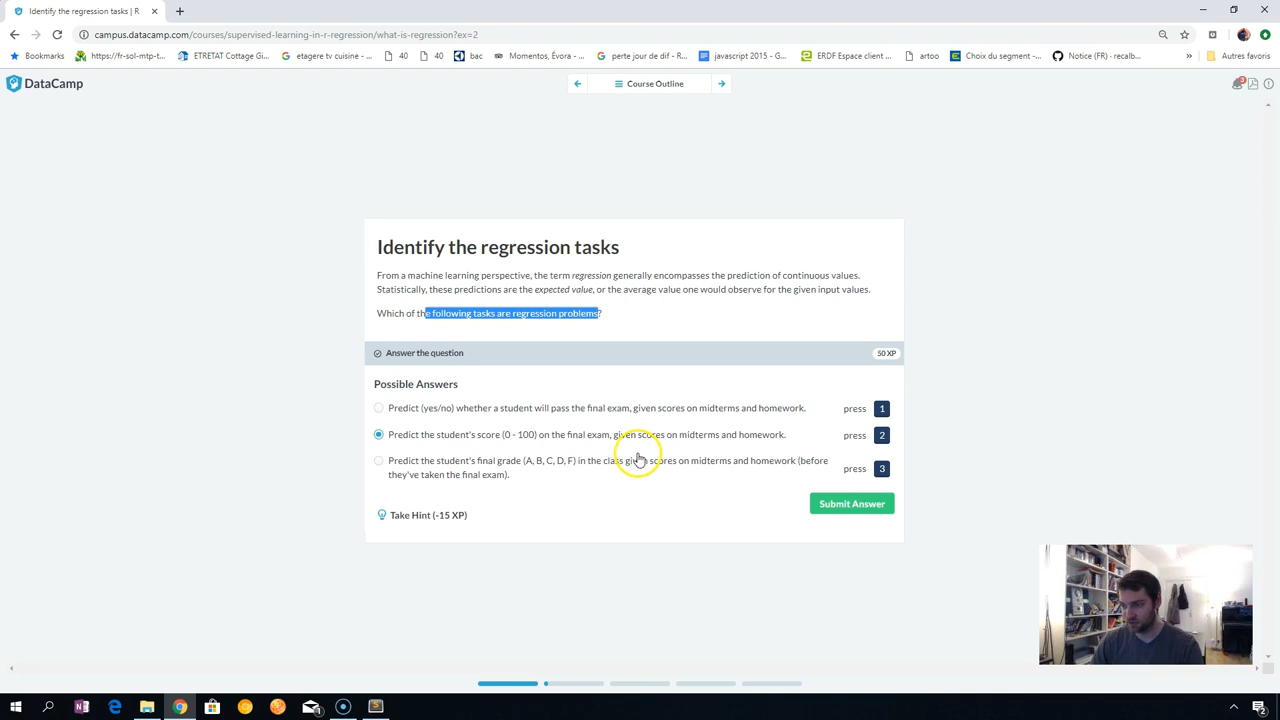 Identify the regression tasks | R
campus.datacamp.com/courses/supervised-learning-in-r-regression/what-is-regression?ex=2
Bookmarks https://fr-sol-mtp-t... ETRETAT Cottage Gi... etagere tv cuisine - ... 40 40 bac Momentos, Évora - ... perte jour de dif - R... javascript 2015 - G... ERDF Espace client ... artoo Choix du segment -... Notice (FR) · recalb... » Autres favoris
DataCamp
Course Outline
Identify the regression tasks
From a machine learning perspective, the term regression generally encompasses the prediction of continuous values.
Statistically, these predictions are the expected value, or the average value one would observe for the given input values.
Which of the following tasks are regression problems?
Answer the question 50 XP
Possible Answers
Predict (yes/no) whether a student will pass the final exam, given scores on midterms and homework. press 1
Predict the student's score (0 - 100) on the final exam, given scores on midterms and homework. press 2
Predict the student's final grade (A, B, C, D, F) in the class given scores on midterms and homework (before press 3
they've taken the final exam).
Submit Answer
Take Hint (-15 XP)